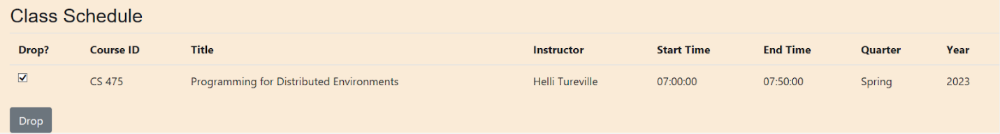 Class Schedule
Drop? Course ID Title Instructor Start Time End Time Quarter Year
CS 475 Programming for Distributed Environments Helli Tureville 07:00:00 07:50:00 Spring 2023
Drop